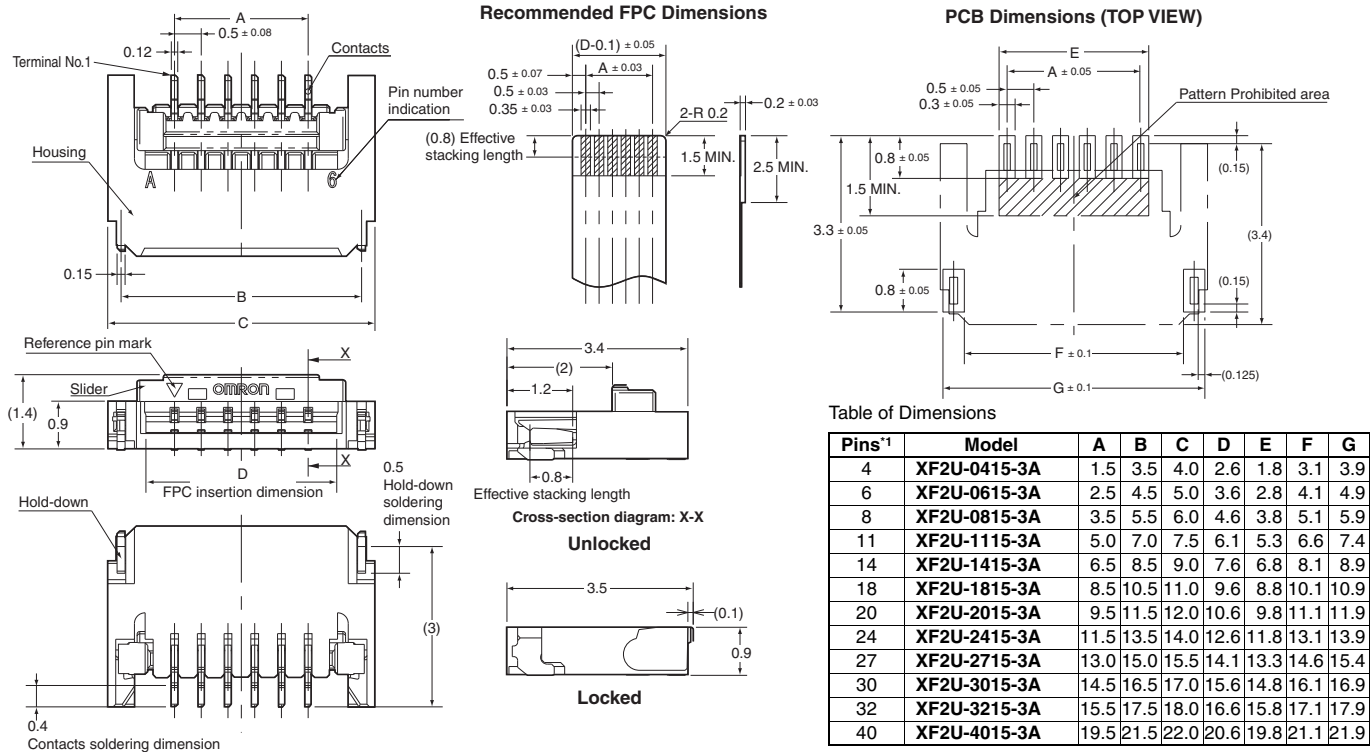 A
0.5 ± 0.08
0.12
Contacts
Terminal No.1
Pin number
indication
Housing
A
6
0.15
B
C
Reference pin mark
X
Slider
OMRON
(1.4)
0.9
X
D
FPC insertion dimension
0.5
Hold-down
soldering
dimension
Hold-down
(3)
0.4
Contacts soldering dimension
Recommended FPC Dimensions
(D-0.1) ± 0.05
0.5 ± 0.07
A ± 0.03
0.5 ± 0.03
0.35 ± 0.03
0.2 ± 0.03
2-R 0.2
(0.8) Effective
stacking length
1.5 MIN.
2.5 MIN.
3.4
(2)
1.2
0.8
Effective stacking length
Cross-section diagram: X-X
Unlocked
3.5
(0.1)
0.9
Locked
PCB Dimensions (TOP VIEW)
E
A ± 0.05
0.5 ± 0.05
0.3 ± 0.05
Pattern Prohibited area
0.8 ± 0.05
(0.15)
1.5 MIN.
3.3 ± 0.05
(3.4)
(0.15)
0.8 ± 0.05
F ± 0.1
(0.125)
G ± 0.1
Table of Dimensions
Pins*1 Model A B C D E F G
4 XF2U-0415-3A 1.5 3.5 4.0 2.6 1.8 3.1 3.9
6 XF2U-0615-3A 2.5 4.5 5.0 3.6 2.8 4.1 4.9
8 XF2U-0815-3A 3.5 5.5 6.0 4.6 3.8 5.1 5.9
11 XF2U-1115-3A 5.0 7.0 7.5 6.1 5.3 6.6 7.4
14 XF2U-1415-3A 6.5 8.5 9.0 7.6 6.8 8.1 8.9
18 XF2U-1815-3A 8.5 10.5 11.0 9.6 8.8 10.1 10.9
20 XF2U-2015-3A 9.5 11.5 12.0 10.6 9.8 11.1 11.9
24 XF2U-2415-3A 11.5 13.5 14.0 12.6 11.8 13.1 13.9
27 XF2U-2715-3A 13.0 15.0 15.5 14.1 13.3 14.6 15.4
30 XF2U-3015-3A 14.5 16.5 17.0 15.6 14.8 16.1 16.9
32 XF2U-3215-3A 15.5 17.5 18.0 16.6 15.8 17.1 17.9
40 XF2U-4015-3A 19.5 21.5 22.0 20.6 19.8 21.1 21.9